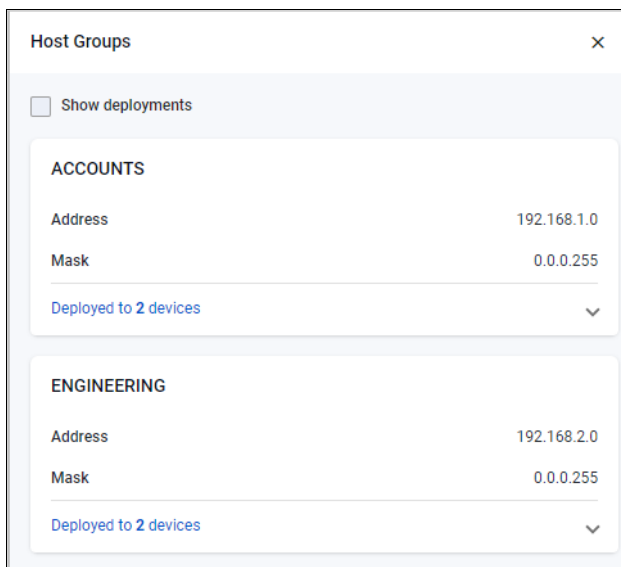 Host Groups
Show deployments
ACCOUNTS
Address 192.168.1.0
Mask 0.0.0.255
Deployed to 2 devices
ENGINEERING
Address 192.168.2.0
Mask 0.0.0.255
Deployed to 2 devices